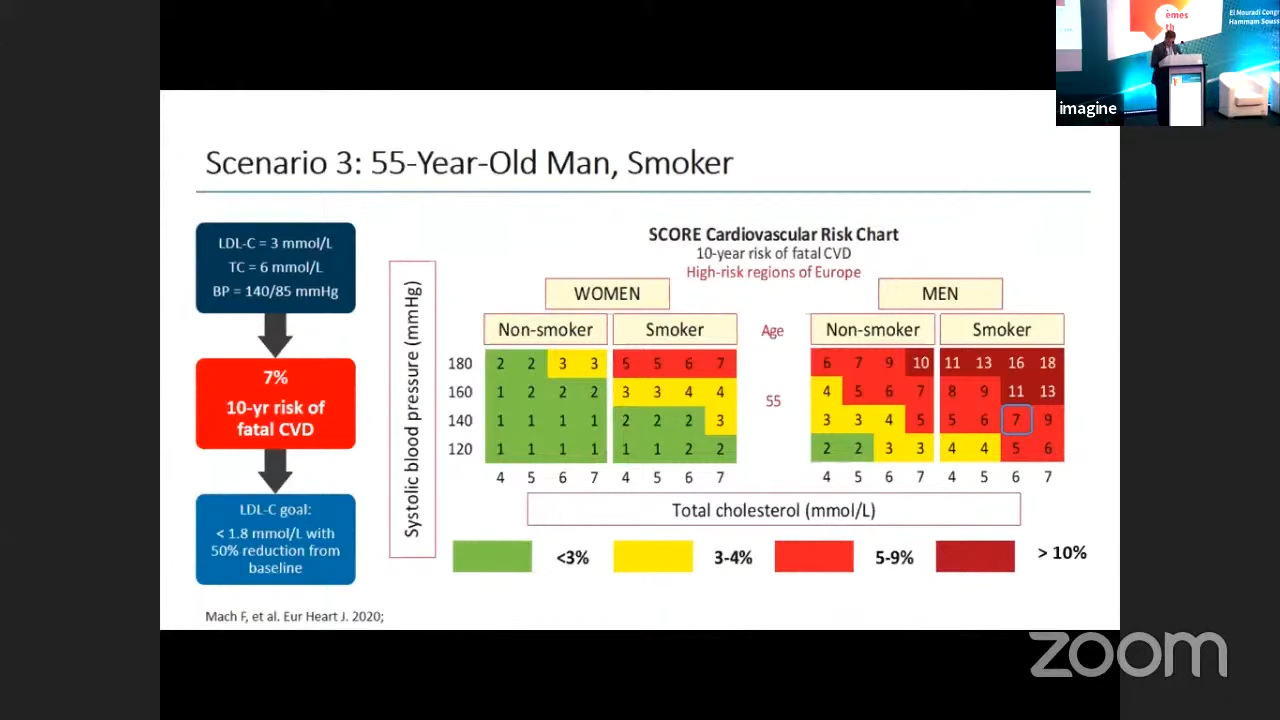 èmes
th
El Mouradi Congr
Hammam Souss
imagine
Scenario 3: 55-Year-Old Man, Smoker
LDL-C = 3 mmol/L
TC = 6 mmol/L
BP = 140/85 mmHg
7%
10-yr risk of
fatal CVD
LDL-C goal:
< 1.8 mmol/L with
50% reduction from
baseline
SCORE Cardiovascular Risk Chart
10-year risk of fatal CVD
High-risk regions of Europe
WOMEN MEN
Non-smoker Smoker Age Non-smoker Smoker
Systolic blood pressure (mmHg)
180 2 2 3 3 5 5 6 7 6 7 9 10 11 13 16 18
160 1 2 2 2 3 3 4 4 4 5 6 7 8 9 11 13
55
140 1 1 1 1 2 2 2 3 3 3 4 5 5 6 7 9
120 1 1 1 1 1 1 2 2 2 2 3 3 4 4 5 6
4 5 6 7 4 5 6 7 4 5 6 7 4 5 6 7
Total cholesterol (mmol/L)
<3% 3-4% 5-9% > 10%
Mach F, et al. Eur Heart J. 2020;
zoom